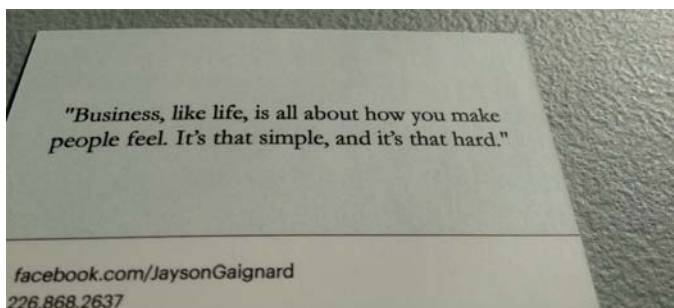 "Business, like life, is all about how you make
people feel. It's that simple, and it's that hard."
facebook.com/JaysonGaignard
226.868.2637